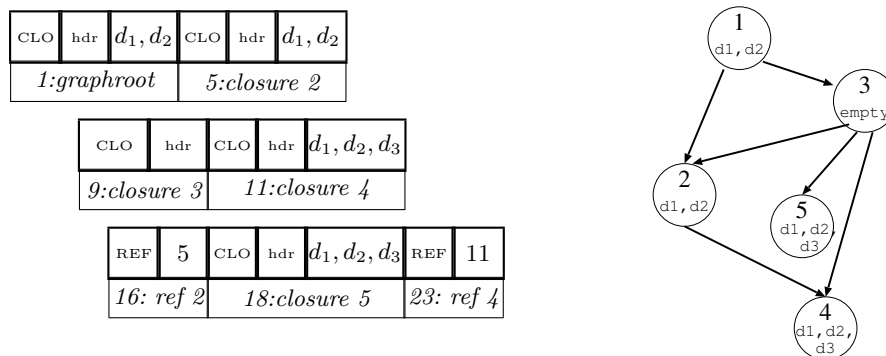 CLO hdr d₁, d₂ CLO hdr d₁, d₂
1:graphroot 5:closure 2
CLO hdr CLO hdr d₁, d₂, d₃
9:closure 3 11:closure 4
REF 5 CLO hdr d₁, d₂, d₃ REF 11
16: ref 2 18:closure 5 23: ref 4
1
d1,d2
3
empty
2
d1,d2
5
d1,d2,
d3
4
d1,d2,
d3